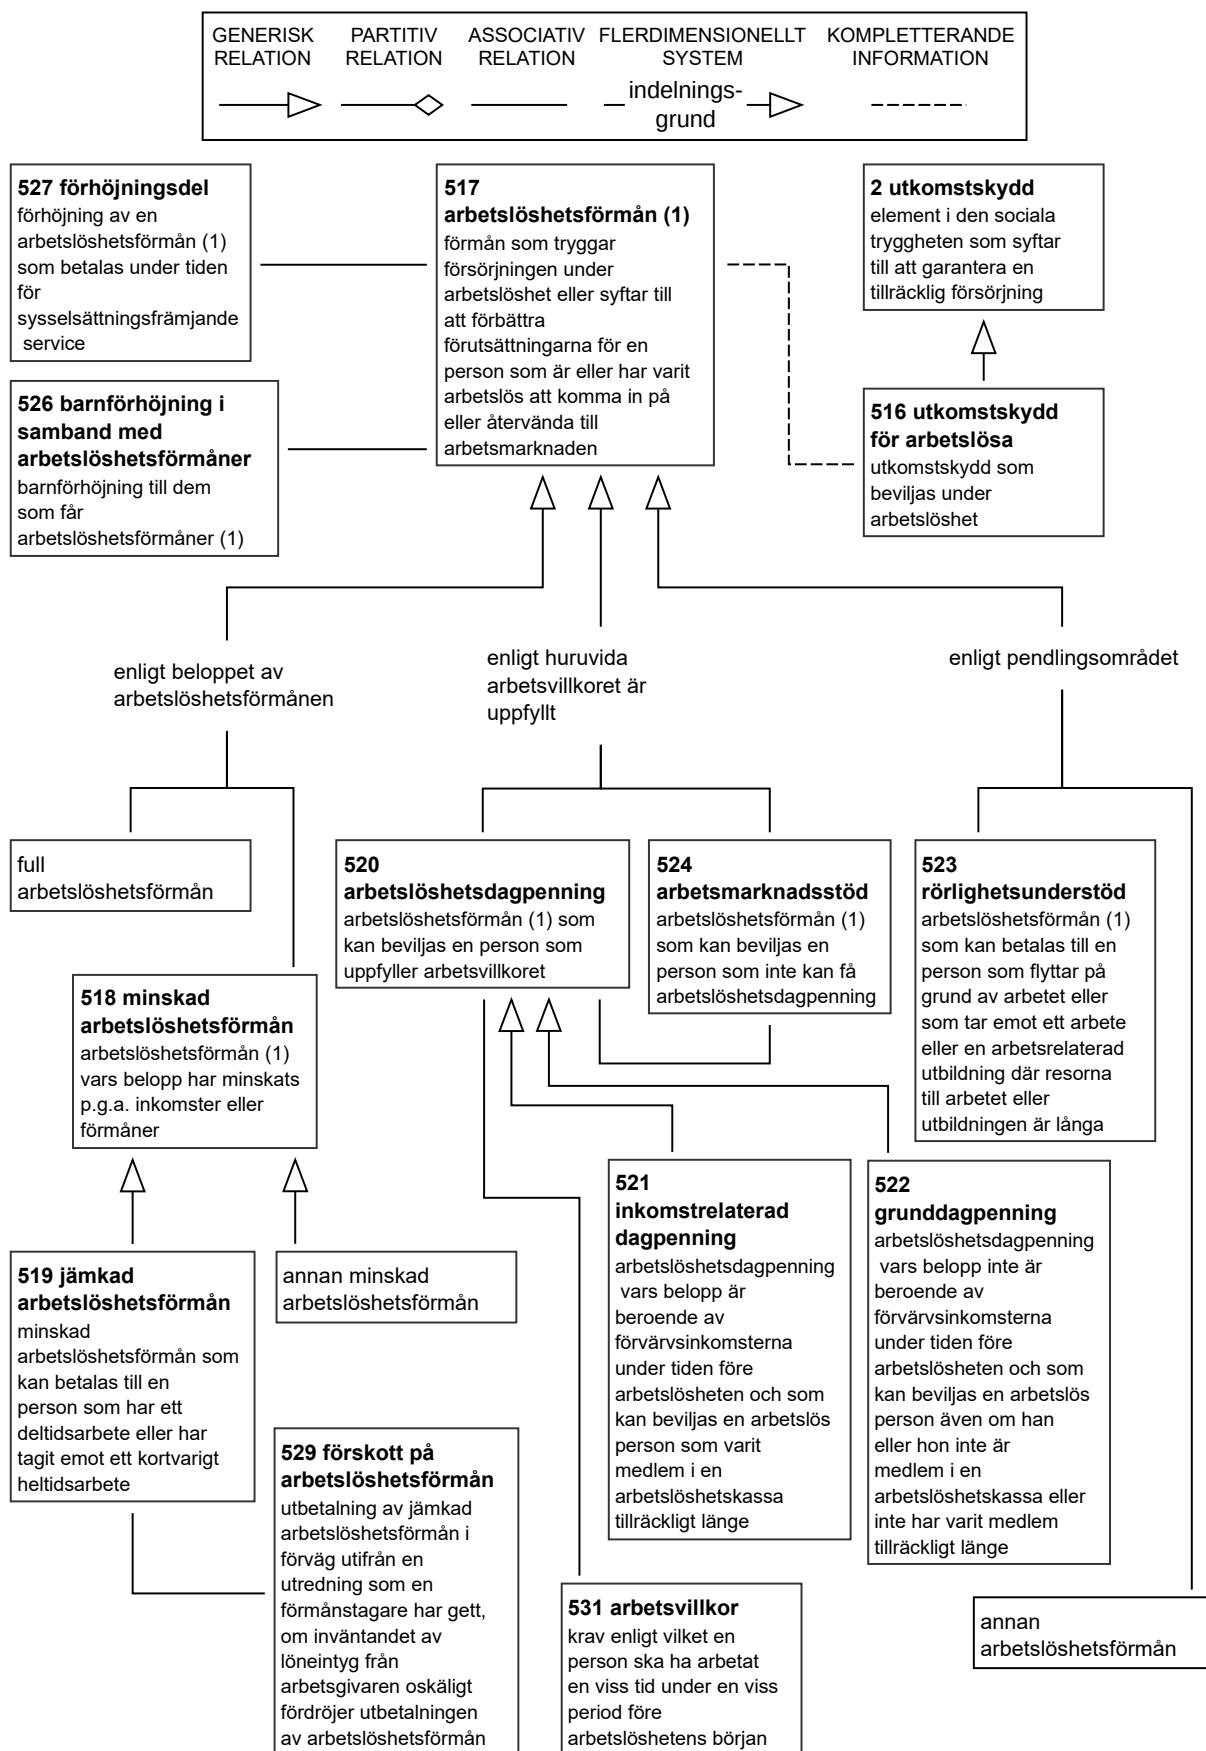 GENERISK
RELATION
PARTITIV
RELATION
ASSOCIATIV
RELATION
FLERDIMENSIONELLT
SYSTEM
KOMPLETTERANDE
INFORMATION
indelnings-
grund
527 förhöjningsdel
förhöjning av en
arbetslöshetsförmån (1)
som betalas under tiden
för
sysselsättningsfrämjande
service
517
arbetslöshetsförmån (1)
förmån som tryggar
försörjningen under
arbetslöshet eller syftar till
att förbättra
förutsättningarna för en
person som är eller har varit
arbetslös att komma in på
eller återvända till
arbetsmarknaden
2 utkomstskydd
element i den sociala
tryggheten som syftar
till att garantera en
tillräcklig försörjning
526 barnförhöjning i
samband med
arbetslöshetsförmåner
barnförhöjning till dem
som får
arbetslöshetsförmåner (1)
516 utkomstskydd
för arbetslösa
utkomstskydd som
beviljas under
arbetslöshet
enligt beloppet av
arbetslöshetsförmånen
enligt huruvida
arbetsvillkoret är
uppfyllt
enligt pendlingsområdet
full
arbetslöshetsförmån
520
arbetslöshetsdagpenning
arbetslöshetsförmån (1) som
kan beviljas en person som
uppfyller arbetsvillkoret
524
arbetsmarknadsstöd
arbetslöshetsförmån (1)
som kan beviljas en
person som inte kan få
arbetslöshetsdagpenning
523
rörlighetsunderstöd
arbetslöshetsförmån (1)
som kan betalas till en
person som flyttar på
grund av arbetet eller
som tar emot ett arbete
eller en arbetsrelaterad
utbildning där resorna
till arbetet eller
utbildningen är långa
518 minskad
arbetslöshetsförmån
arbetslöshetsförmån (1)
vars belopp har minskats
p.g.a. inkomster eller
förmåner
521
inkomstrelaterad
dagpenning
arbetslöshetsdagpenning
vars belopp är
beroende av
förvärvsinkomsterna
under tiden före
arbetslösheten och som
kan beviljas en arbetslös
person som varit
medlem i en
arbetslöshetskassa
tillräckligt länge
522
grunddagpenning
arbetslöshetsdagpenning
vars belopp inte är
beroende av
förvärvsinkomsterna
under tiden före
arbetslösheten och som
kan beviljas en arbetslös
person även om han
eller hon inte är
medlem i en
arbetslöshetskassa eller
inte har varit medlem
tillräckligt länge
519 jämkad
arbetslöshetsförmån
minskad
arbetslöshetsförmån som
kan betalas till en
person som har ett
deltidsarbete eller har
tagit emot ett kortvarigt
heltidsarbete
annan minskad
arbetslöshetsförmån
529 förskott på
arbetslöshetsförmån
utbetalning av jämkad
arbetslöshetsförmån i
förväg utifrån en
utredning som en
förmånstagare har gett,
om inväntandet av
löneintyg från
arbetsgivaren oskäligt
fördröjer utbetalningen
av arbetslöshetsförmån
531 arbetsvillkor
krav enligt vilket en
person ska ha arbetat
en viss tid under en viss
period före
arbetslöshetens början
annan
arbetslöshetsförmån